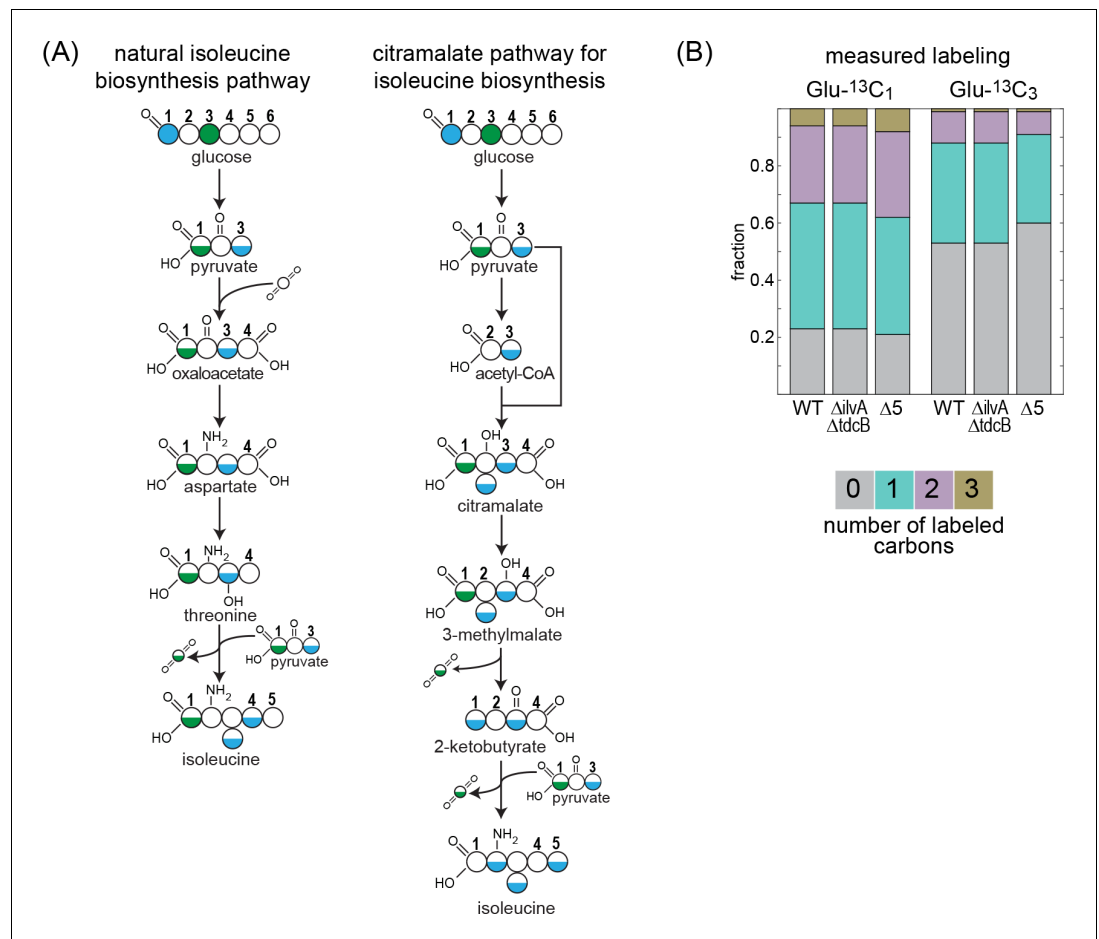 (A)
natural isoleucine
biosynthesis pathway
1 2 3 4 5 6
O
glucose
O
O 1 3
HO
pyruvate
O
O
O
O 1 3 4 O
HO OH
oxaloacetate
NH2
O 1 4 O
HO OH
aspartate
NH2
O 1 4
HO
OH
threonine
O
O
O
O 1 3
HO
pyruvate
NH2
O 1 4 5
HO
isoleucine
citramalate pathway for
isoleucine biosynthesis
1 2 3 4 5 6
O
glucose
O
O 1 3
HO
pyruvate
O 2 3
HO
acetyl-CoA
OH
O 1 3 4 O
HO OH
citramalate
OH
O 1 2 4 O
HO OH
3-methylmalate
O
O
O
1 2 4 O
OH
2-ketobutyrate
O
O
O
O 1 3
HO
pyruvate
NH2
O 1 4 5
HO
isoleucine
(B)
measured labeling
Glu-13C1 Glu-13C3
fraction
0.8
0.6
0.4
0.2
WT ΔilvA Δ5 WT ΔilvA Δ5
ΔtdcB ΔtdcB
0 1 2 3
number of labeled
carbons